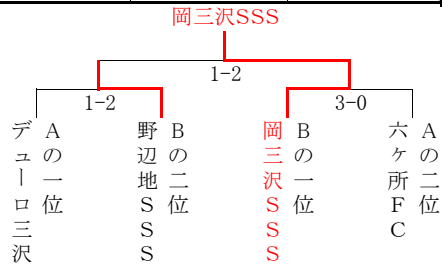 岡三沢SSS
1-2
1-2
3-0
Aの一位
デューロ三沢
Bの二位
野辺地SSS
Bの一位
岡三沢SSS
Aの二位
六ケ所FC